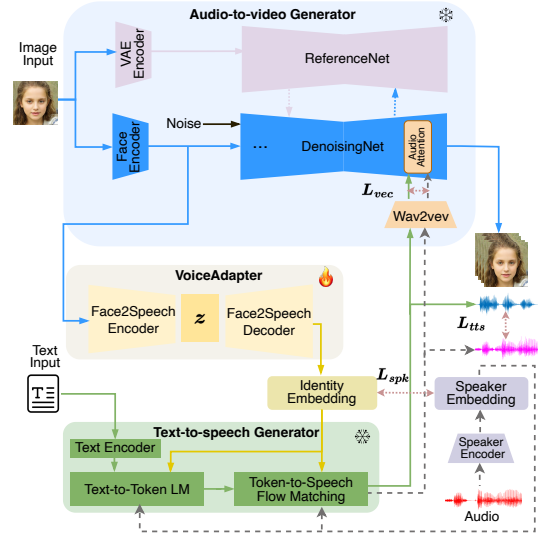 Audio-to-video Generator
Image
Input
VAE
Encoder
ReferenceNet
Noise
Face
Encoder
...
DenoisingNet
Audio
Attention
L_vec
Wav2vev
VoiceAdapter
Face2Speech
Encoder
z
Face2Speech
Decoder
L_tts
Text
Input
Identity
Embedding
L_spk
Speaker
Embedding
Text-to-speech Generator
Text Encoder
Speaker
Encoder
Text-to-Token LM
Token-to-Speech
Flow Matching
Audio